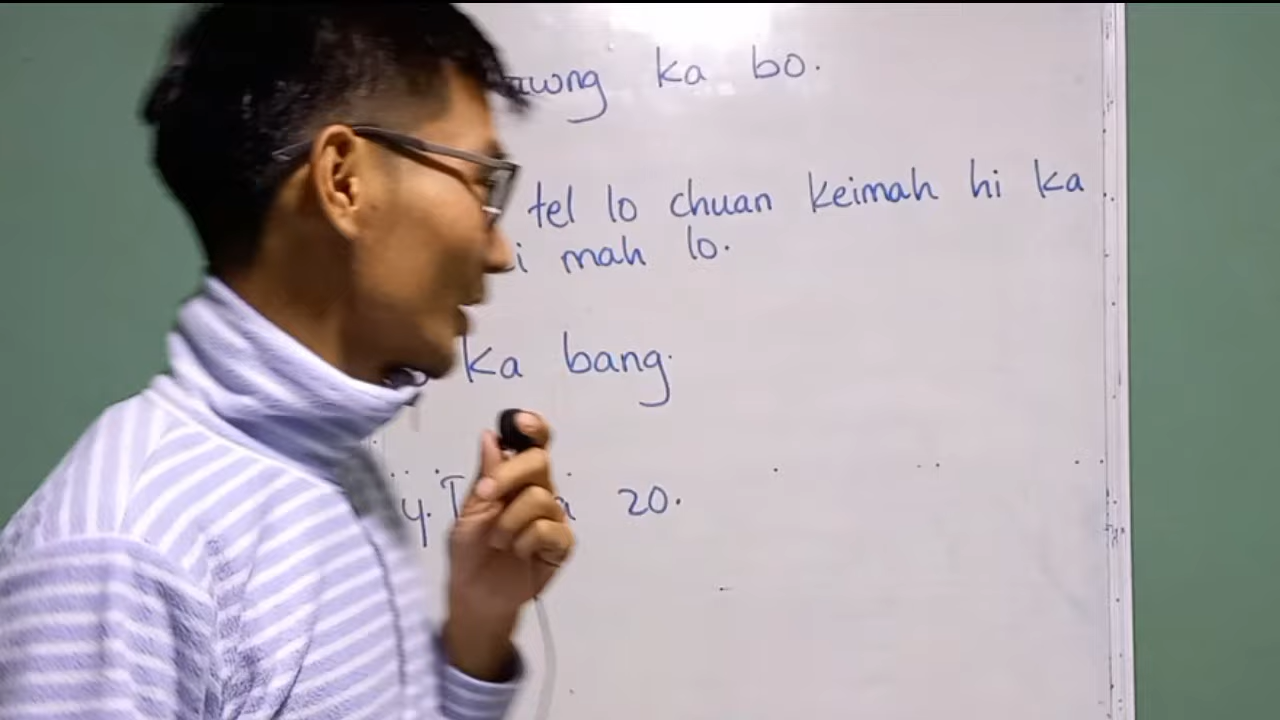 ka bo.
tel lo chuan keimah hi ka
mah lo.
ka bang.
20.